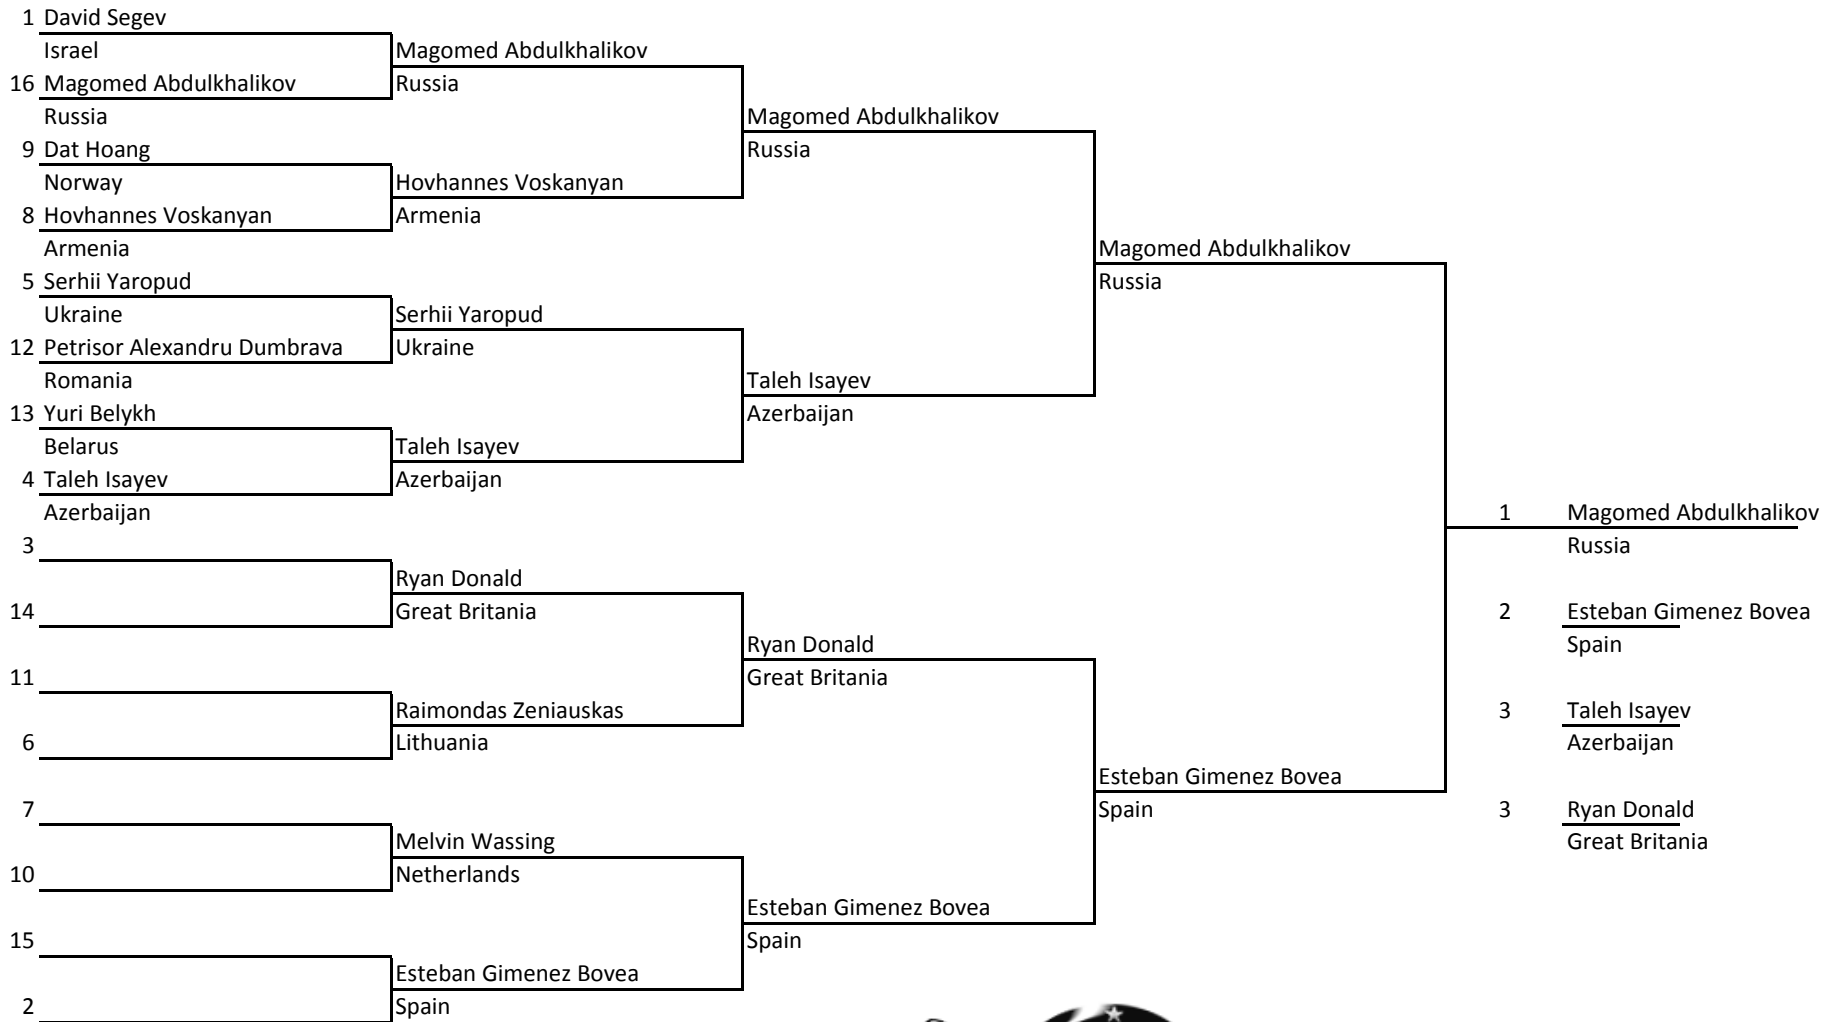 1 David Segev
Israel
Magomed Abdulkhalikov
16 Magomed Abdulkhalikov
Russia
Russia
Magomed Abdulkhalikov
9 Dat Hoang
Russia
Norway
Hovhannes Voskanyan
8 Hovhannes Voskanyan
Armenia
Armenia
Magomed Abdulkhalikov
5 Serhii Yaropud
Russia
Ukraine
Serhii Yaropud
12 Petrisor Alexandru Dumbrava
Ukraine
Romania
Taleh Isayev
13 Yuri Belykh
Azerbaijan
Belarus
Taleh Isayev
4 Taleh Isayev
Azerbaijan
Azerbaijan
1 Magomed Abdulkhalikov
3
Russia
Ryan Donald
14
Great Britania
2 Esteban Gimenez Bovea
Ryan Donald
Spain
11
Great Britania
Raimondas Zeniauskas
3 Taleh Isayev
6
Lithuania
Azerbaijan
Esteban Gimenez Bovea
7
Spain
3 Ryan Donald
Melvin Wassing
Great Britania
10
Netherlands
Esteban Gimenez Bovea
15
Spain
Esteban Gimenez Bovea
2
Spain